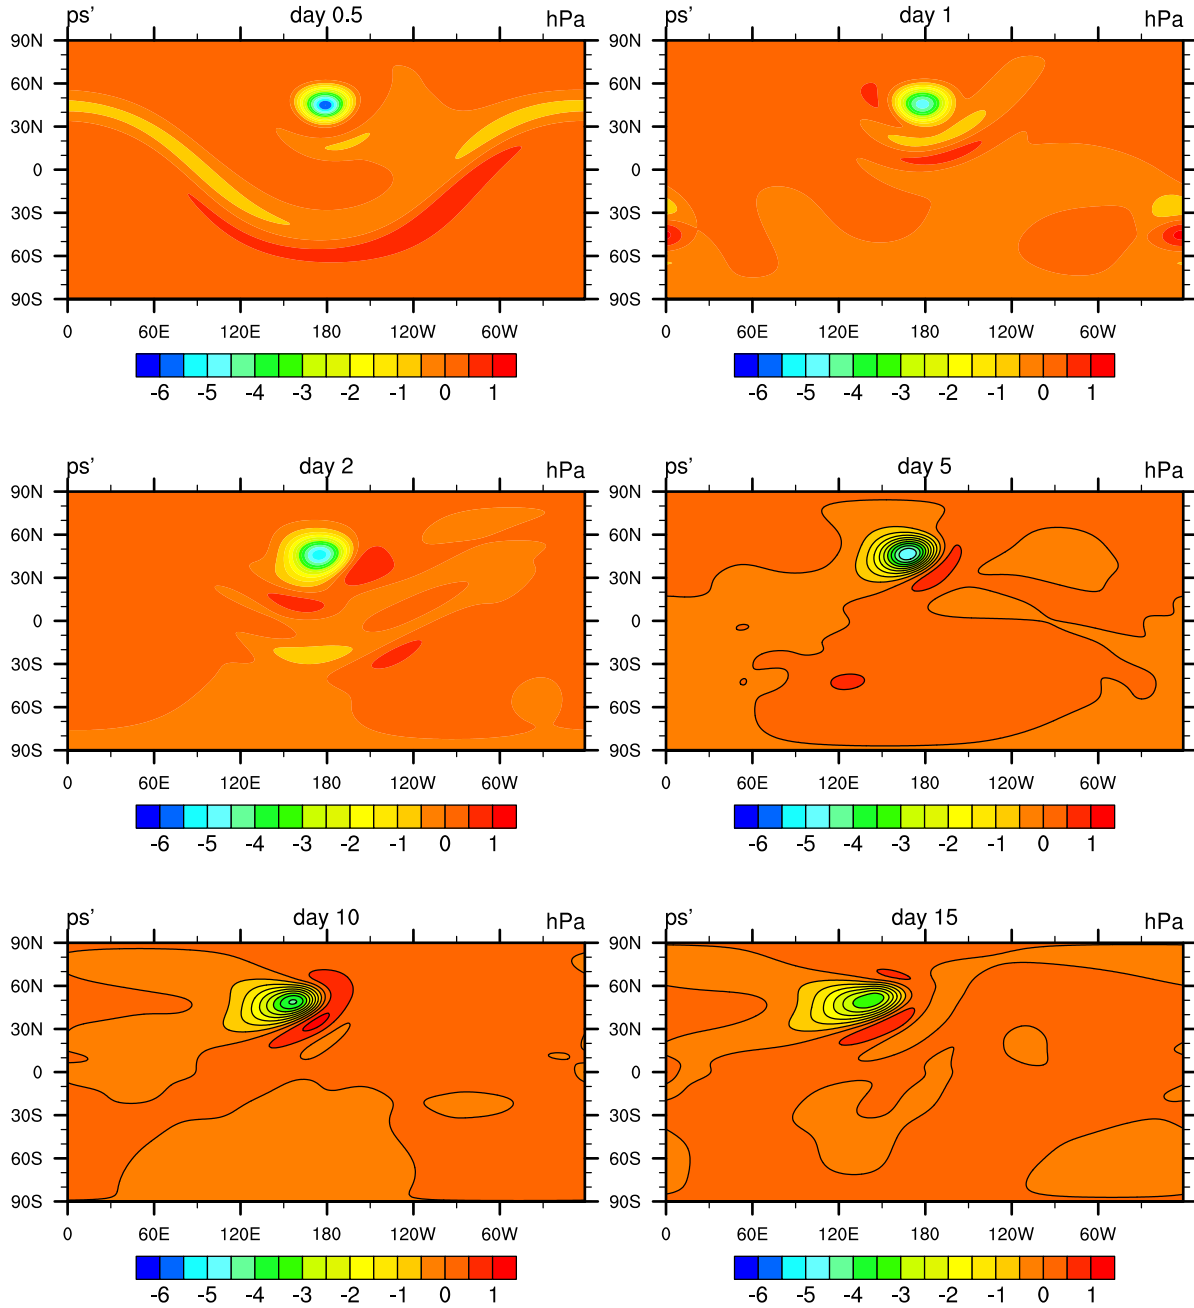 ps’ day 0.5 hPa
90N
60N
30N
0
30S
60S
90S
0 60E 120E 180 120W 60W
-6 -5 -4 -3 -2 -1 0 1
ps’ day 1 hPa
90N
60N
30N
0
30S
60S
90S
0 60E 120E 180 120W 60W
-6 -5 -4 -3 -2 -1 0 1
ps’ day 2 hPa
90N
60N
30N
0
30S
60S
90S
0 60E 120E 180 120W 60W
-6 -5 -4 -3 -2 -1 0 1
ps’ day 5 hPa
90N
60N
30N
0
30S
60S
90S
0 60E 120E 180 120W 60W
-6 -5 -4 -3 -2 -1 0 1
ps’ day 10 hPa
90N
60N
30N
0
30S
60S
90S
0 60E 120E 180 120W 60W
-6 -5 -4 -3 -2 -1 0 1
ps’ day 15 hPa
90N
60N
30N
0
30S
60S
90S
0 60E 120E 180 120W 60W
-6 -5 -4 -3 -2 -1 0 1